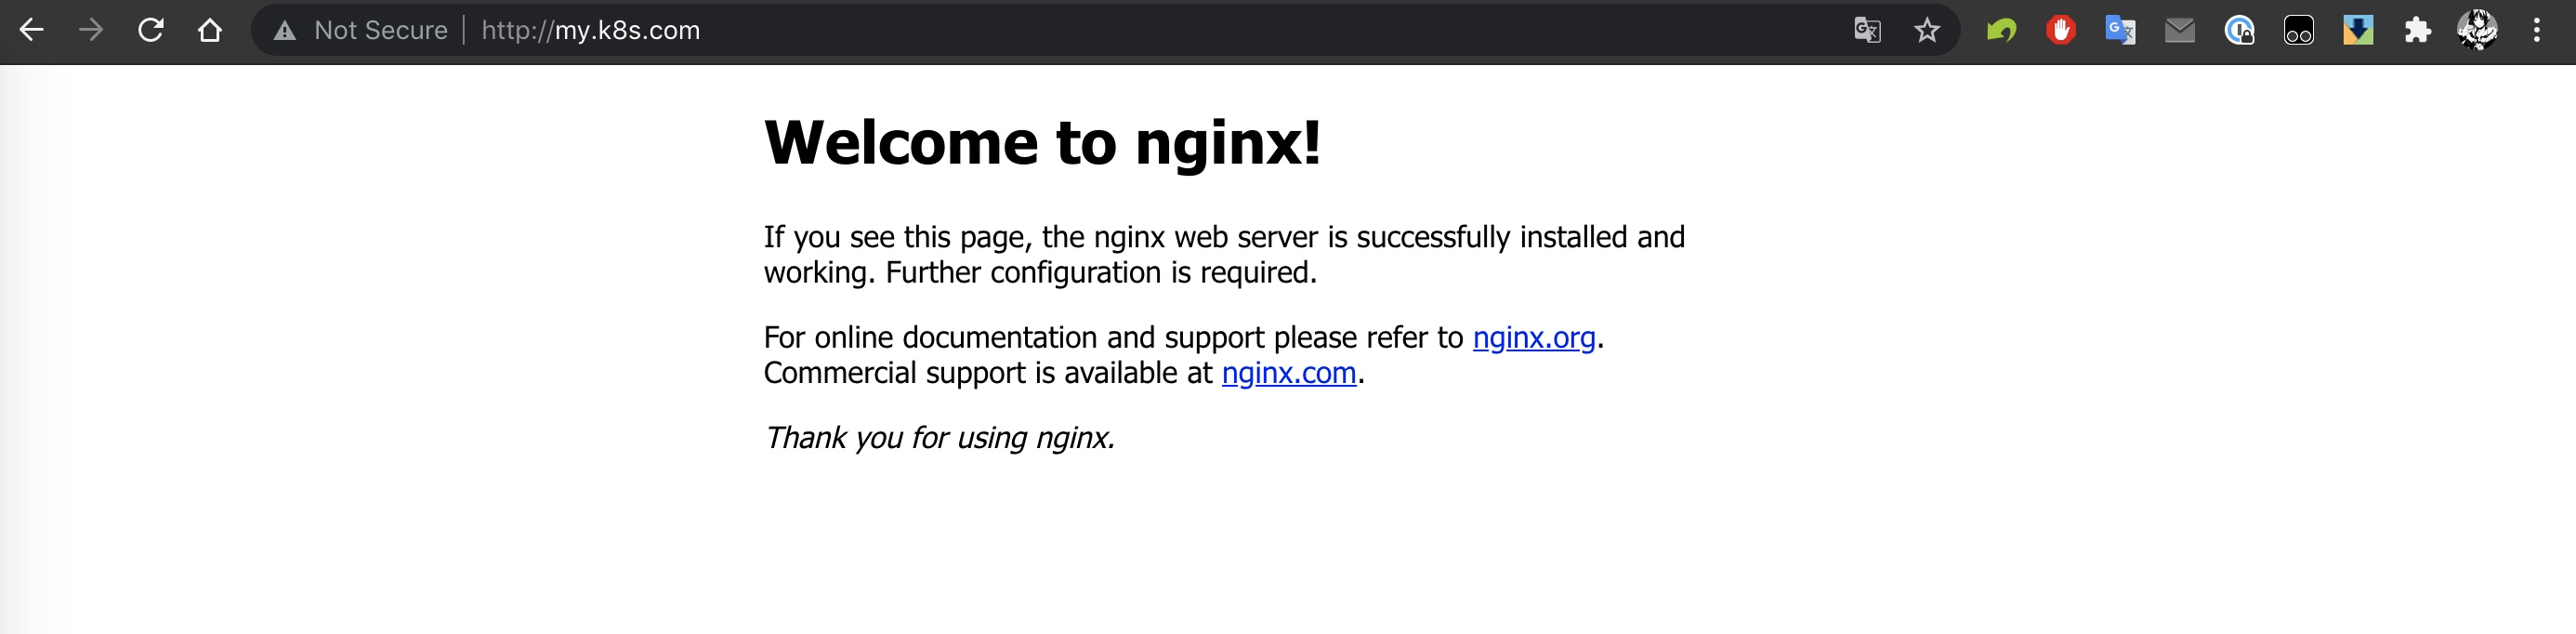 Not Secure | http://my.k8s.com
Welcome to nginx!
If you see this page, the nginx web server is successfully installed and
working. Further configuration is required.
For online documentation and support please refer to nginx.org.
Commercial support is available at nginx.com.
Thank you for using nginx.